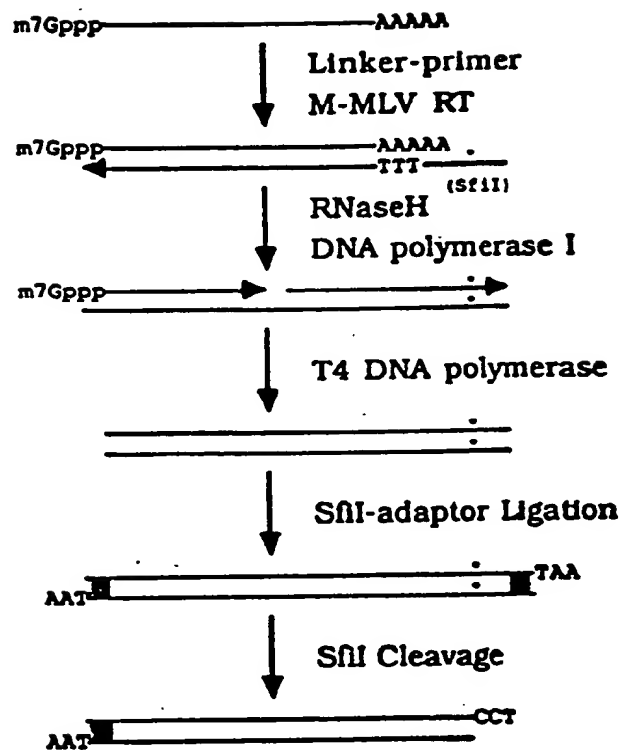 m7Gppp AAAAA
Linker-primer
M-MLV RT
m7Gppp AAAAA
TTT
(SfiI)
RNaseH
DNA polymerase I
m7Gppp
T4 DNA polymerase
SfiI-adaptor Ligation
TAA
AAT
SfiI Cleavage
CCT
AAT